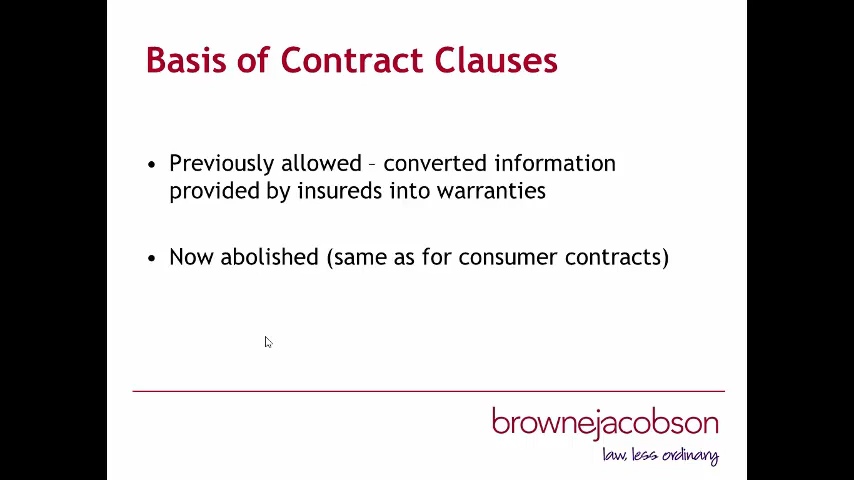 Basis of Contract Clauses
• Previously allowed – converted information
provided by insureds into warranties
• Now abolished (same as for consumer contracts)
brownejacobson
law, less ordinary